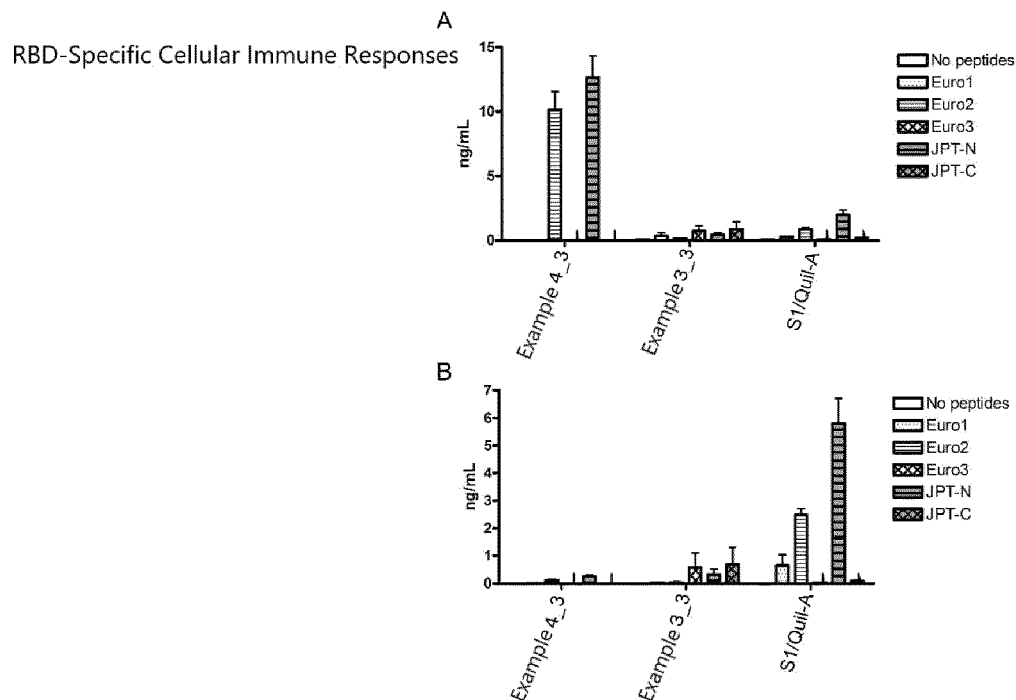 A
RBD-Specific Cellular Immune Responses
15
10
5
0
ng/mL
No peptides
Euro1
Euro2
Euro3
JPT-N
JPT-C
Example 4_3
Example 3_3
S1/Quil-A
B
7
6
5
4
3
2
1
0
ng/mL
No peptides
Euro1
Euro2
Euro3
JPT-N
JPT-C
Example 4_3
Example 3_3
S1/Quil-A